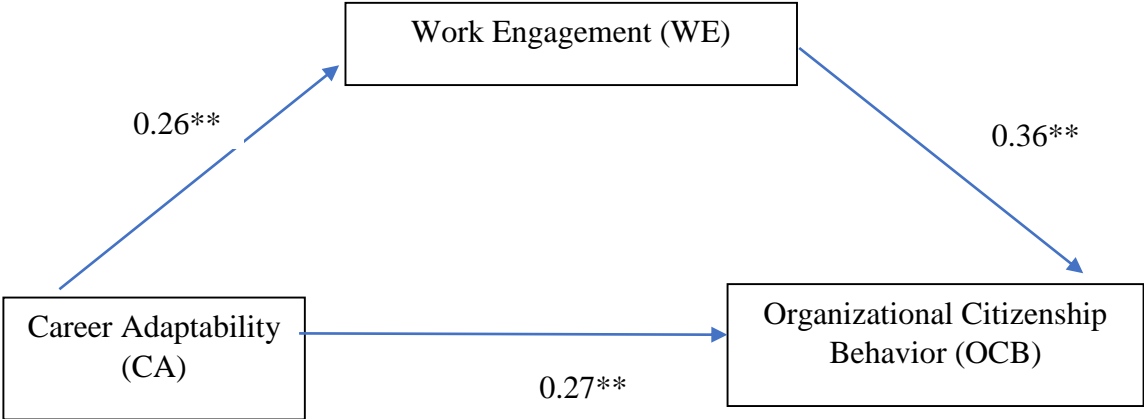 Work Engagement (WE)
0.26**
0.36**
Career Adaptability
(CA)
Organizational Citizenship
Behavior (OCB)
0.27**